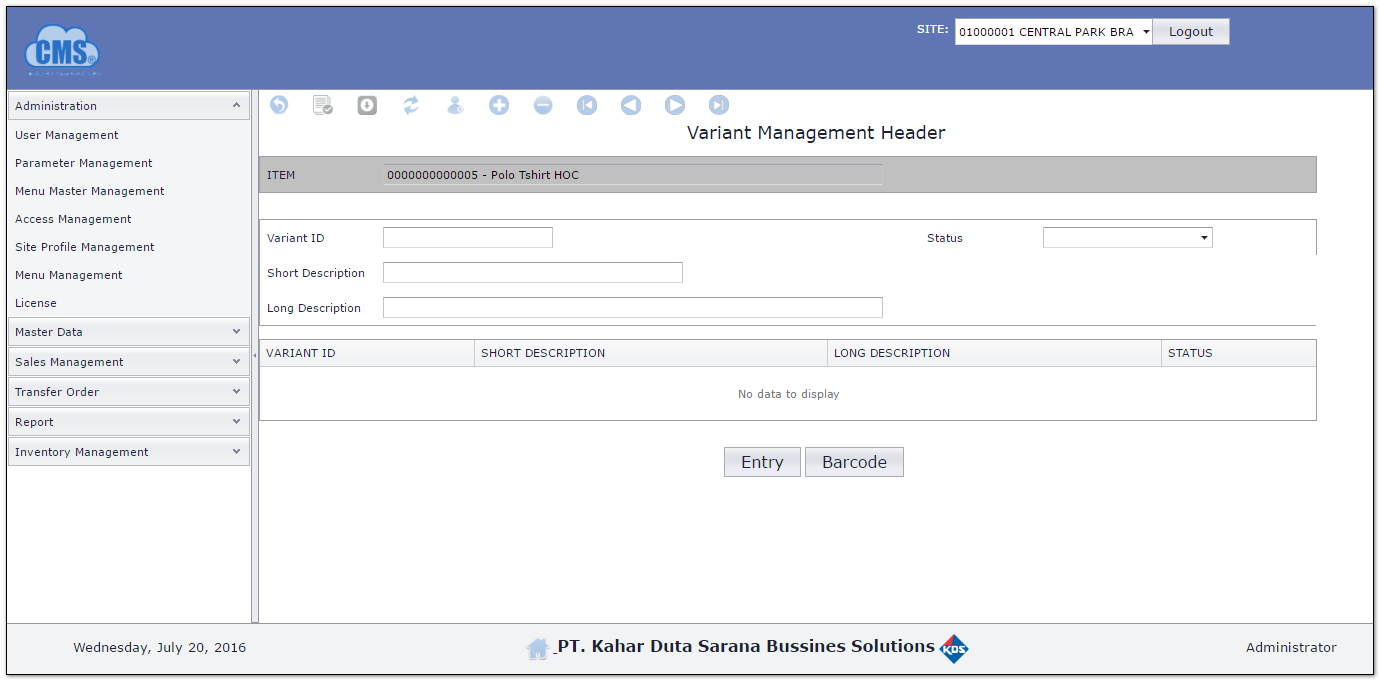 CMS®
SITE: 01000001 CENTRAL PARK BRA Logout
Administration
User Management
Parameter Management
Menu Master Management
Access Management
Site Profile Management
Menu Management
License
Master Data
Sales Management
Transfer Order
Report
Inventory Management
Variant Management Header
ITEM 0000000000005 - Polo Tshirt HOC
Variant ID Status
Short Description
Long Description
VARIANT ID SHORT DESCRIPTION LONG DESCRIPTION STATUS
No data to display
Entry Barcode
Wednesday, July 20, 2016 PT. Kahar Duta Sarana Bussines Solutions KDS Administrator